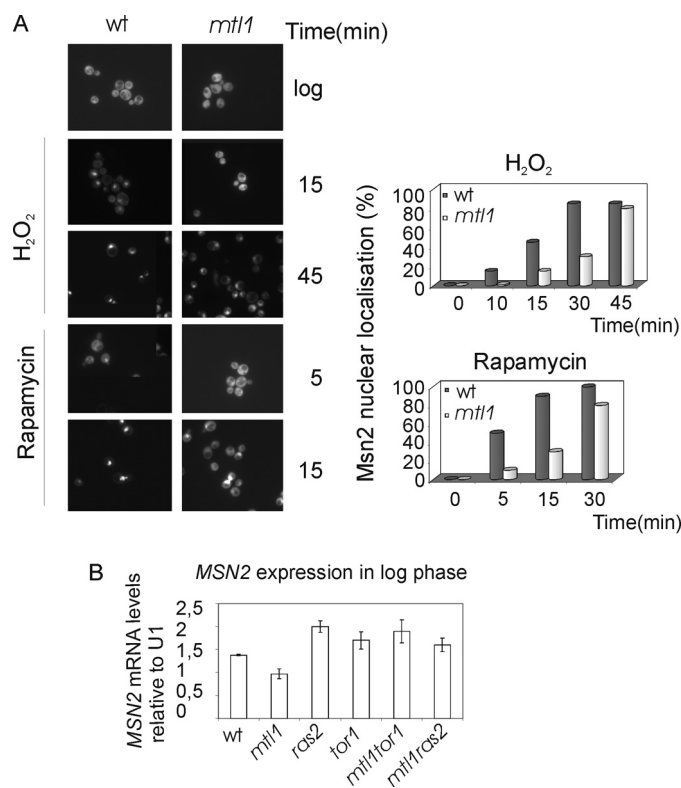 A
wt mtl1 Time(min)
log
H₂O₂
15
45
Rapamycin
5
15
Msn2 nuclear localisation (%)
H₂O₂
100
80
60
40
20
0
wt
mtl1
0 10 15 30 45
Time(min)
Rapamycin
100
80
60
40
20
0
wt
mtl1
0 5 15 30
Time(min)
B
MSN2 expression in log phase
MSN2 mRNA levels
relative to U1
2,5
2
1,5
1
0,5
0
wt mtl1 ras2 tor1 mtl1tor1 mtl1ras2